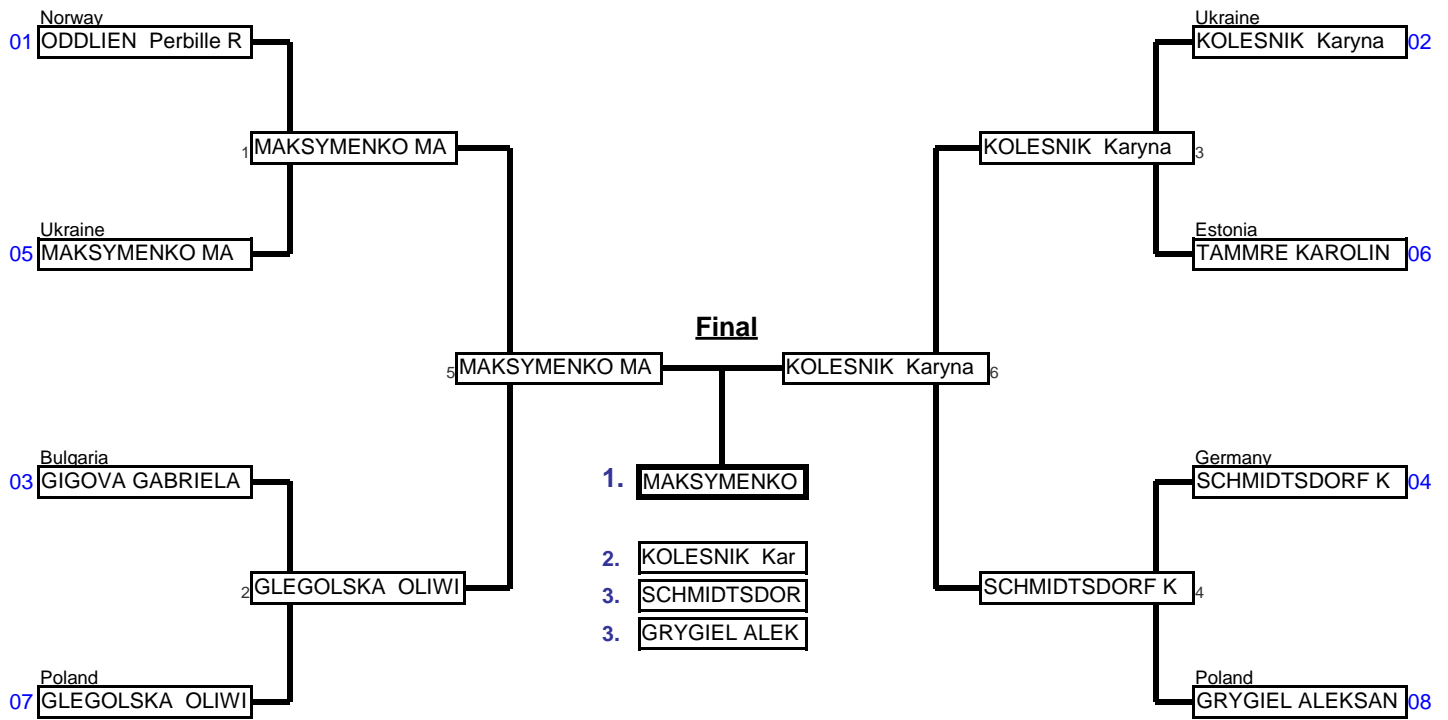 Norway
01 ODDLIEN Perbille R
Ukraine
KOLESNIK Karyna 02
1 MAKSYMENKO MA
KOLESNIK Karyna 3
Ukraine
05 MAKSYMENKO MA
Estonia
TAMMRE KAROLIN 06
Final
5 MAKSYMENKO MA
KOLESNIK Karyna 6
Bulgaria
03 GIGOVA GABRIELA
1. MAKSYMENKO
Germany
SCHMIDTSDORF K 04
2. KOLESNIK Kar
2 GLEGOLSKA OLIWI
3. SCHMIDTSDOR
SCHMIDTSDORF K 4
3. GRYGIEL ALEK
Poland
07 GLEGOLSKA OLIWI
Poland
GRYGIEL ALEKSAN 08